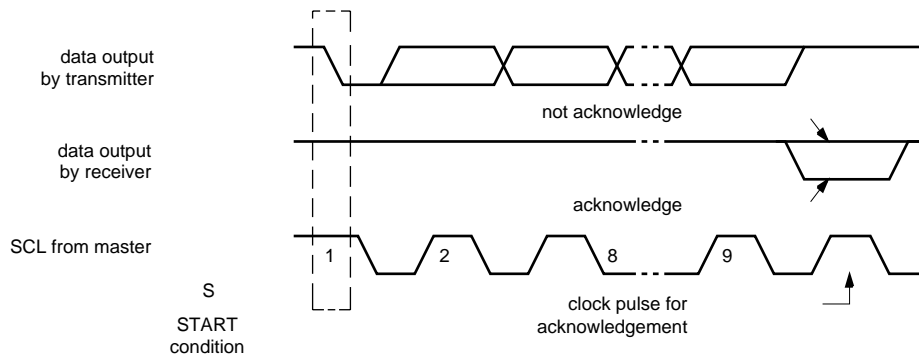 data output
by transmitter
not acknowledge
data output
by receiver
acknowledge
SCL from master
1
2
8
9
S
START
condition
clock pulse for
acknowledgement